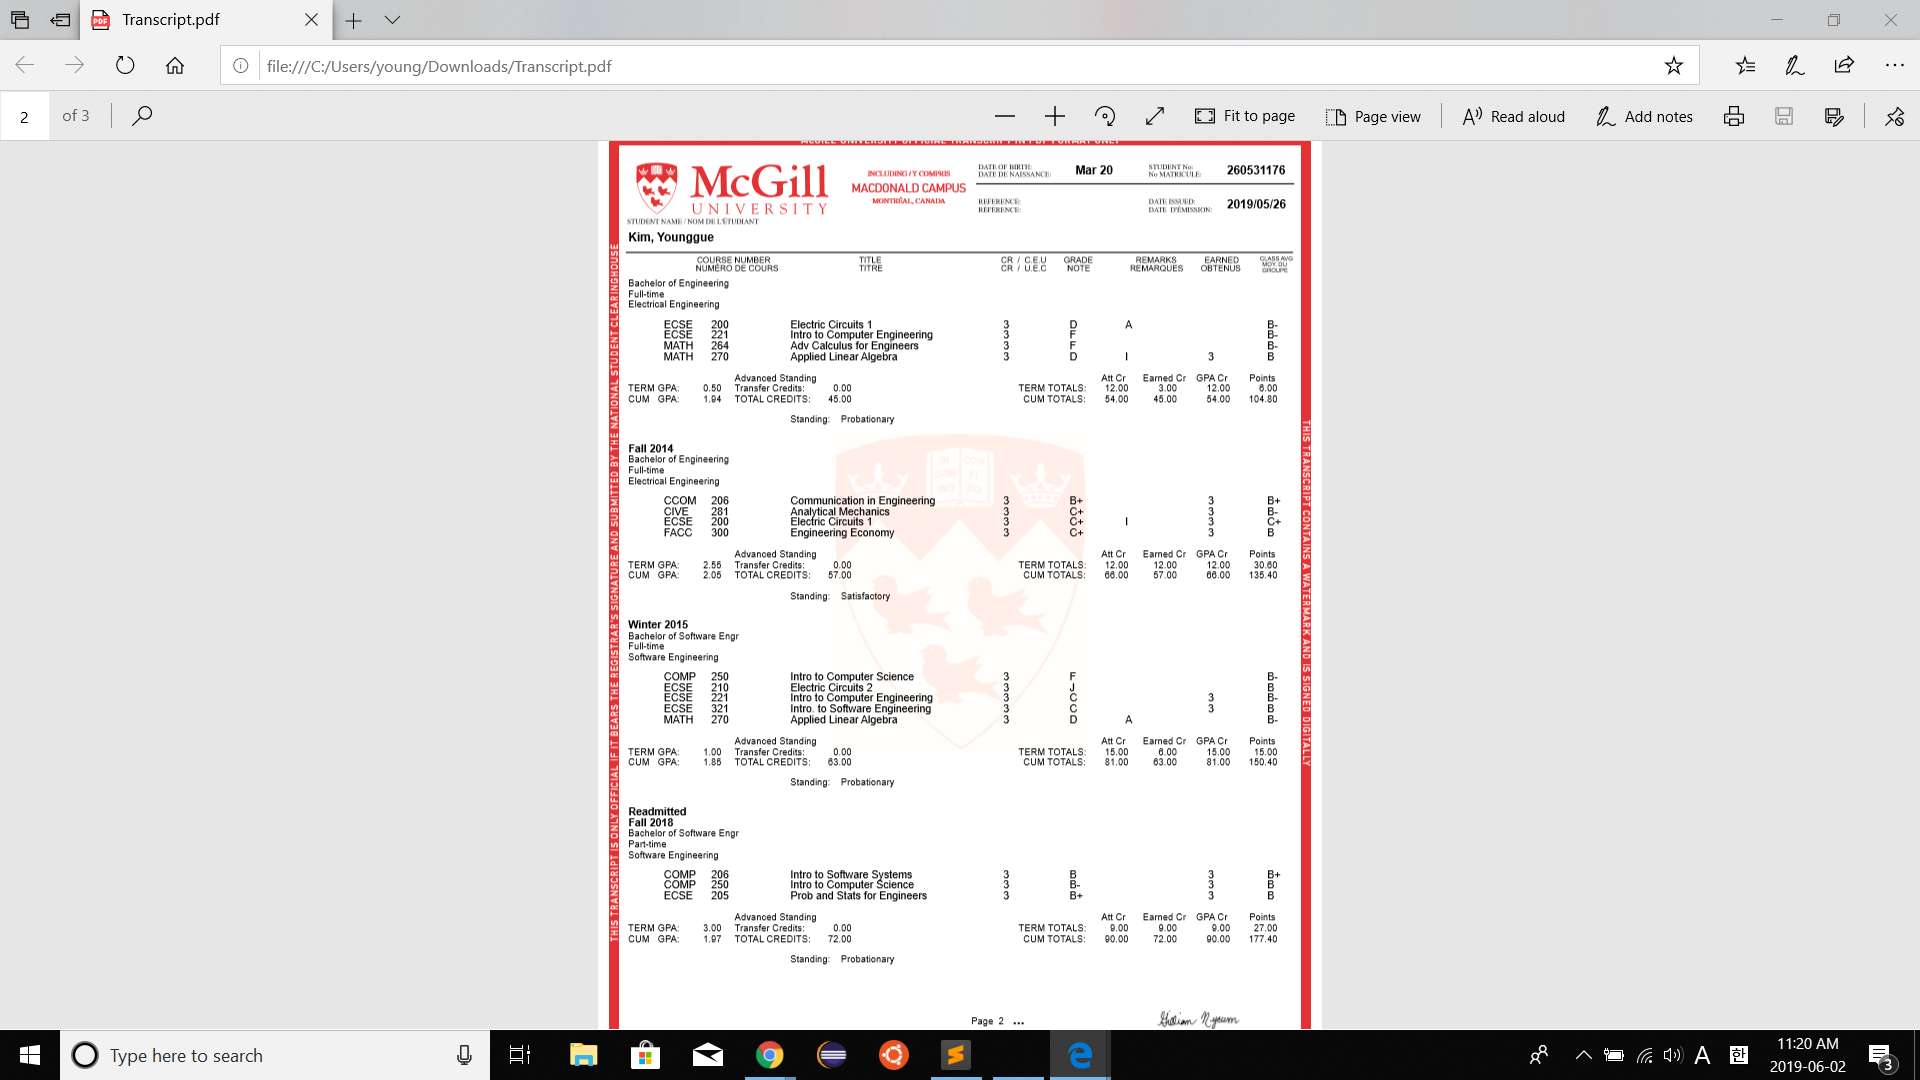 Transcript.pdf
file:///C:/Users/young/Downloads/Transcript.pdf
2 of 3 Fit to page Page view Read aloud Add notes
McGILL UNIVERSITY OFFICIAL TRANSCRIPT IN PDF FORMAT ONLY
McGill
UNIVERSITY
INCLUDING / Y COMPRIS
MACDONALD CAMPUS
MONTRÉAL, CANADA
DATE OF BIRTH: Mar 20 STUDENT No: 260531176
DATE DE NAISSANCE: No MATRICULE:
REFERENCE: DATE ISSUED: 2019/05/26
RÉFÉRENCE: DATE D'ÉMISSION:
STUDENT NAME / NOM DE L'ÉTUDIANT
Kim, Younggue
COURSE NUMBER TITLE CR / C.E.U GRADE REMARKS EARNED CLASS AVG
NUMÉRO DE COURS TITRE CR / U.E.C NOTE REMARQUES OBTENUS MOY. DU GROUPE
Bachelor of Engineering
Full-time
Electrical Engineering
ECSE 200 Electric Circuits 1 3 D A B-
ECSE 221 Intro to Computer Engineering 3 F B-
MATH 264 Adv Calculus for Engineers 3 F B-
MATH 270 Applied Linear Algebra 3 D I 3 B
Advanced Standing Att Cr Earned Cr GPA Cr Points
TERM GPA: 0.50 Transfer Credits: 0.00 TERM TOTALS: 12.00 3.00 12.00 6.00
CUM GPA: 1.94 TOTAL CREDITS: 45.00 CUM TOTALS: 54.00 45.00 54.00 104.80
Standing: Probationary
Fall 2014
Bachelor of Engineering
Full-time
Electrical Engineering
CCOM 206 Communication in Engineering 3 B+ 3 B+
CIVE 281 Analytical Mechanics 3 C+ 3 B-
ECSE 200 Electric Circuits 1 3 C+ I 3 C+
FACC 300 Engineering Economy 3 C+ 3 B
Advanced Standing Att Cr Earned Cr GPA Cr Points
TERM GPA: 2.55 Transfer Credits: 0.00 TERM TOTALS: 12.00 12.00 12.00 30.60
CUM GPA: 2.05 TOTAL CREDITS: 57.00 CUM TOTALS: 66.00 57.00 66.00 135.40
Standing: Satisfactory
Winter 2015
Bachelor of Software Engr
Full-time
Software Engineering
COMP 250 Intro to Computer Science 3 F B-
ECSE 210 Electric Circuits 2 3 J B
ECSE 221 Intro to Computer Engineering 3 C 3 B-
ECSE 321 Intro. to Software Engineering 3 C 3 B
MATH 270 Applied Linear Algebra 3 D A B-
Advanced Standing Att Cr Earned Cr GPA Cr Points
TERM GPA: 1.00 Transfer Credits: 0.00 TERM TOTALS: 15.00 6.00 15.00 15.00
CUM GPA: 1.85 TOTAL CREDITS: 63.00 CUM TOTALS: 81.00 63.00 81.00 150.40
Standing: Probationary
Readmitted
Fall 2018
Bachelor of Software Engr
Part-time
Software Engineering
COMP 206 Intro to Software Systems 3 B 3 B+
COMP 250 Intro to Computer Science 3 B- 3 B
ECSE 205 Prob and Stats for Engineers 3 B+ 3 B
Advanced Standing Att Cr Earned Cr GPA Cr Points
TERM GPA: 3.00 Transfer Credits: 0.00 TERM TOTALS: 9.00 9.00 9.00 27.00
CUM GPA: 1.97 TOTAL CREDITS: 72.00 CUM TOTALS: 90.00 72.00 90.00 177.40
Standing: Probationary
Page 2 ...
THIS TRANSCRIPT IS ONLY OFFICIAL IF IT BEARS THE REGISTRAR'S SIGNATURE AND SUBMITTED BY THE NATIONAL STUDENT CLEARINGHOUSE
THIS TRANSCRIPT CONTAINS A WATERMARK AND IS SIGNED DIGITALLY
Type here to search
A 한 11:20 AM
2019-06-02
3